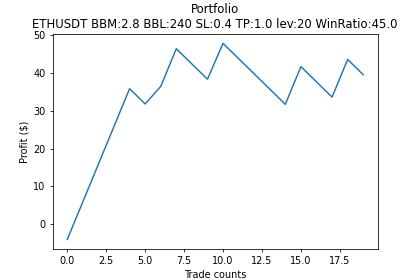 Portfolio
ETHUSDT BBM:2.8 BBL:240 SL:0.4 TP:1.0 lev:20 WinRatio:45.0
50
40
30
20
10
0
Profit ($)
0.0 2.5 5.0 7.5 10.0 12.5 15.0 17.5
Trade counts